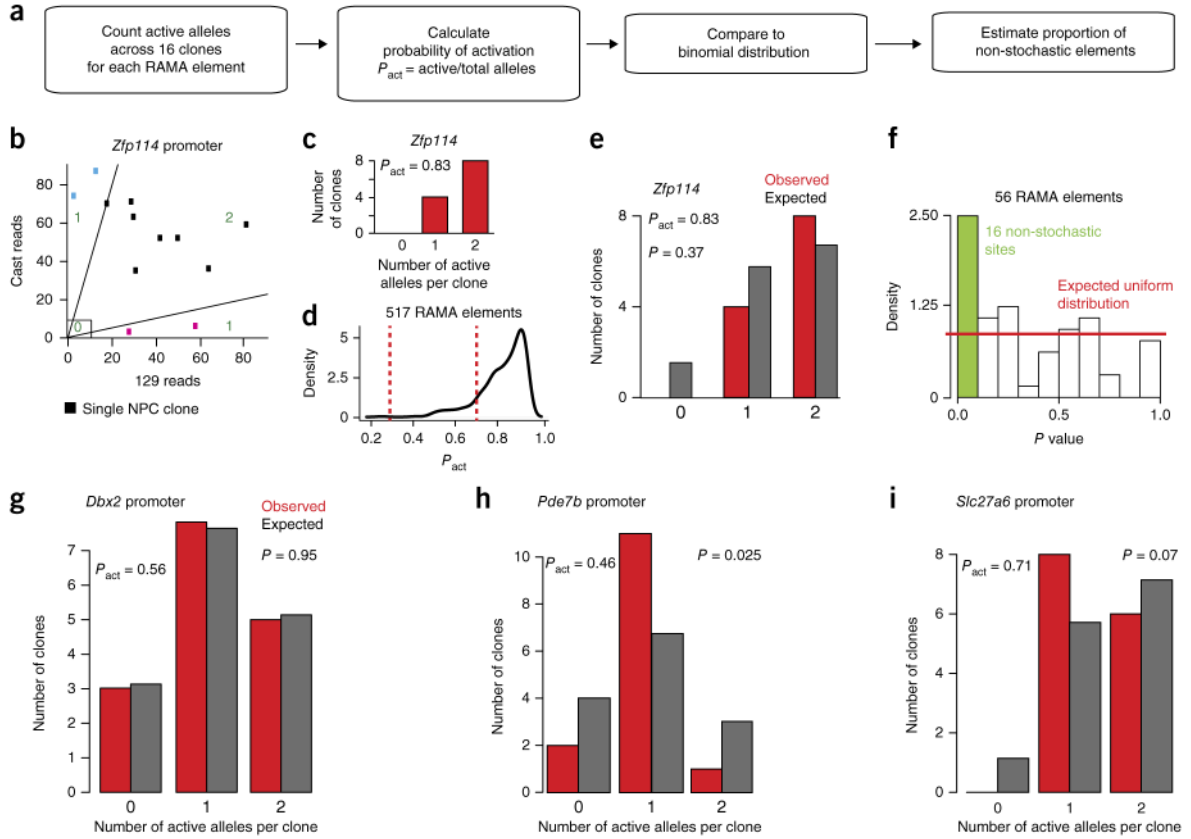 a
Count active alleles
across 16 clones
for each RAMA element
Calculate
probability of activation
Pact = active/total alleles
Compare to
binomial distribution
Estimate proportion of
non-stochastic elements
b
Zfp114 promoter
Cast reads
80
60
40
20
0
1
2
0
1
0
20
40
60
80
129 reads
Single NPC clone
c
Zfp114
Pact = 0.83
Number
of clones
8
4
0
0
1
2
Number of active
alleles per clone
d
517 RAMA elements
Density
5
2.5
0
0.2
0.4
0.6
0.8
1.0
Pact
e
Zfp114
Observed
Expected
Pact = 0.83
P = 0.37
Number of clones
8
4
0
0
1
2
f
56 RAMA elements
2.50
16 non-stochastic
sites
Expected uniform
distribution
Density
1.25
0
0.0
0.5
1.0
P value
g
Dbx2 promoter
Observed
Expected
Pact = 0.56
P = 0.95
Number of clones
7
6
5
4
3
2
1
0
0
1
2
Number of active alleles per clone
h
Pde7b promoter
Pact = 0.46
P = 0.025
Number of clones
10
8
6
4
2
0
0
1
2
Number of active alleles per clone
i
Slc27a6 promoter
Pact = 0.71
P = 0.07
Number of clones
8
6
4
2
0
0
1
2
Number of active alleles per clone